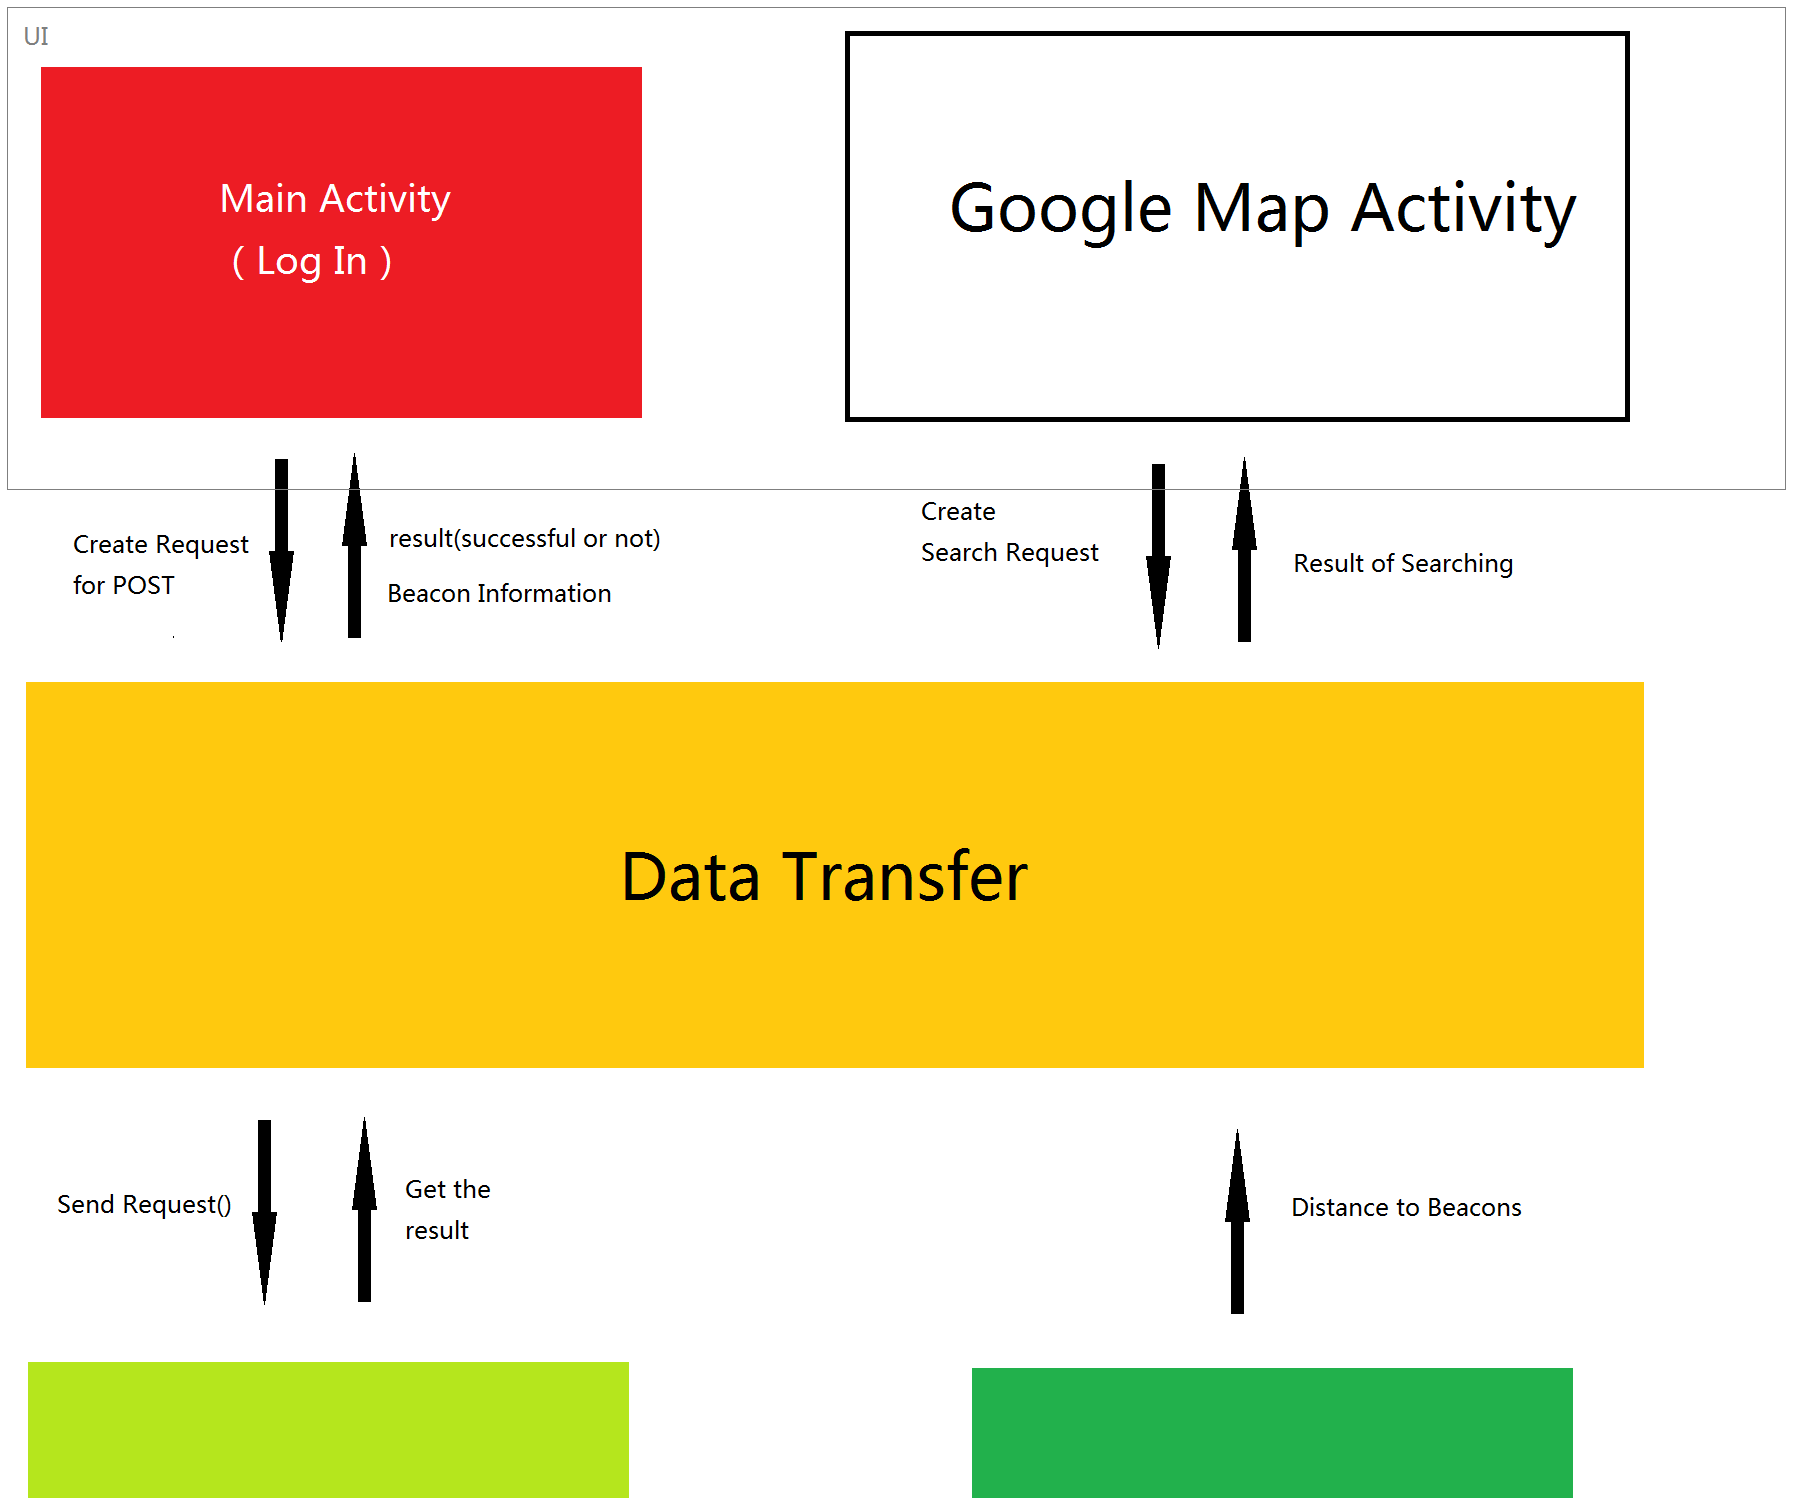 UI
Main Activity
( Log In )
Google Map Activity
Create Request
for POST
result(successful or not)
Beacon Information
Create
Search Request
Result of Searching
Data Transfer
Send Request()
Get the
result
Distance to Beacons